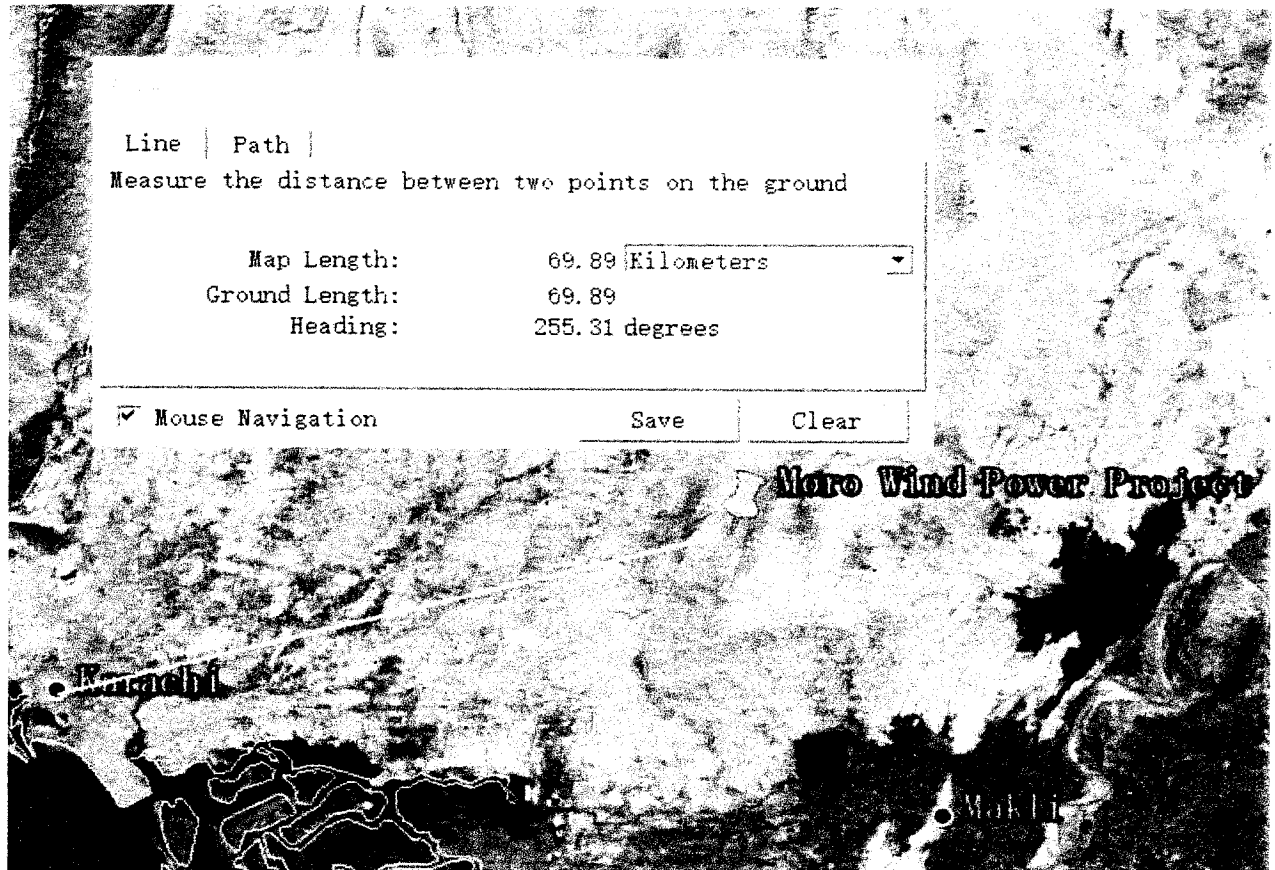 Line Path
Measure the distance between two points on the ground
Map Length: 69.89 Kilometers
Ground Length: 69.89
Heading: 255.31 degrees
Mouse Navigation Save Clear
Moro Wind Power Project
Karachi
Makli